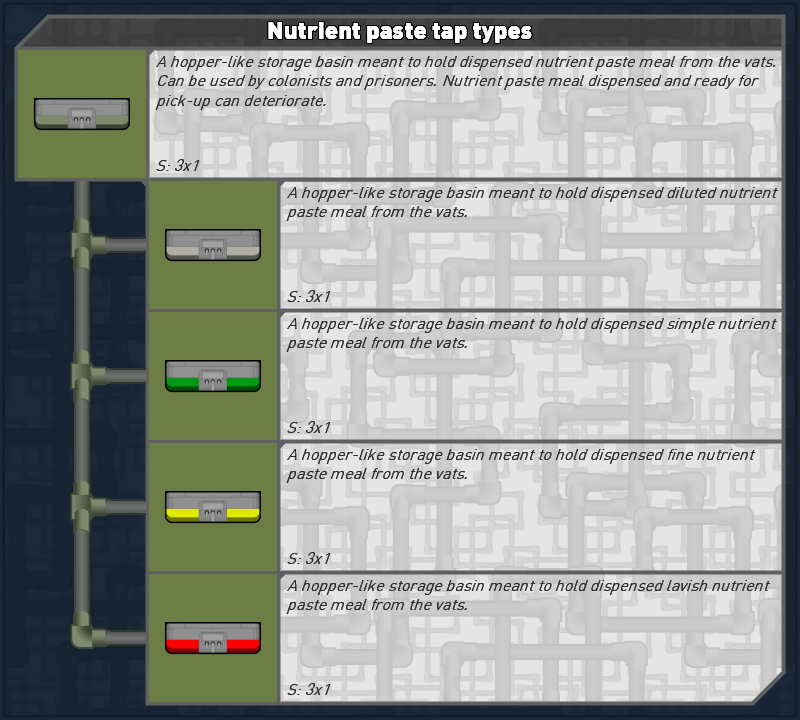 Nutrient paste tap types
A hopper-like storage basin meant to hold dispensed nutrient paste meal from the vats.
Can be used by colonists and prisoners. Nutrient paste meal dispensed and ready for
pick-up can deteriorate.
S: 3x1
A hopper-like storage basin meant to hold dispensed diluted nutrient
paste meal from the vats.
S: 3x1
A hopper-like storage basin meant to hold dispensed simple nutrient
paste meal from the vats.
S: 3x1
A hopper-like storage basin meant to hold dispensed fine nutrient
paste meal from the vats.
S: 3x1
A hopper-like storage basin meant to hold dispensed lavish nutrient
paste meal from the vats.
S: 3x1